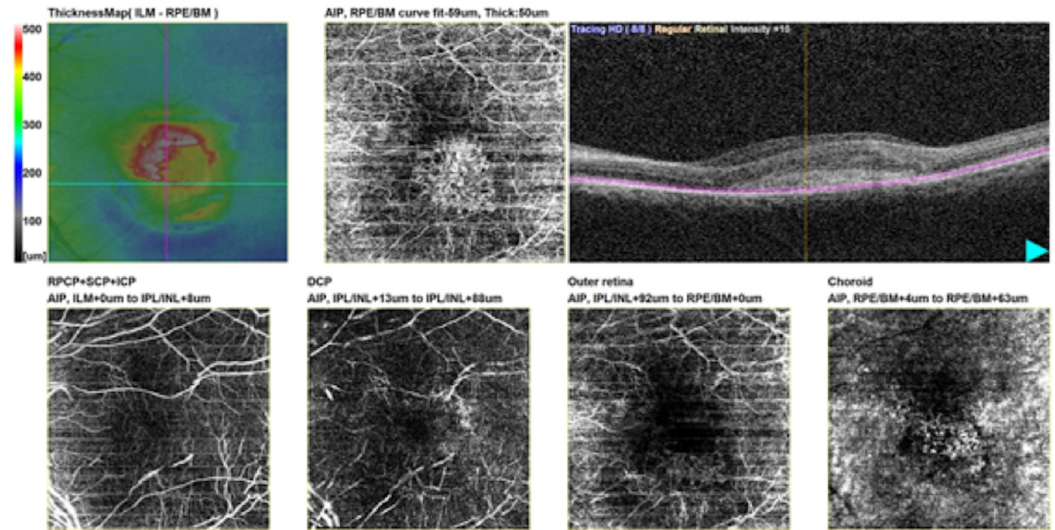 ThicknessMap( ILM - RPE/BM )
AIP, RPE/BM curve fit-59um, Thick:50um
500
400
300
200
100
[um]
Tracing HD ( 8/8 ) Regular Retinal Intensity ×10
RPCP+SCP+ICP
AIP, ILM+0um to IPL/INL+8um
DCP
AIP, IPL/INL+13um to IPL/INL+88um
Outer retina
AIP, IPL/INL+92um to RPE/BM+0um
Choroid
AIP, RPE/BM+4um to RPE/BM+63um